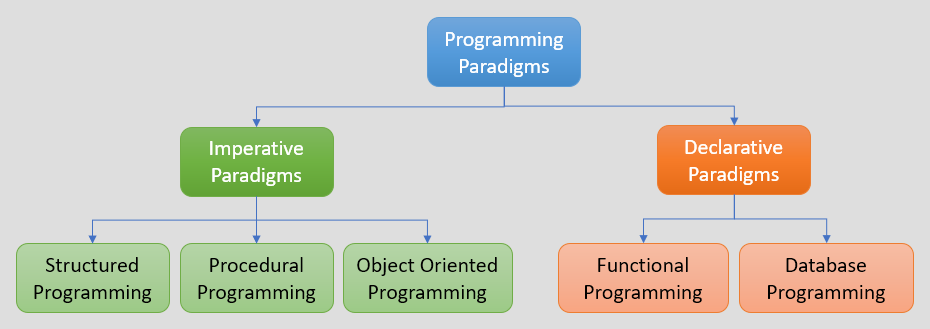 Programming
Paradigms
Imperative
Paradigms
Declarative
Paradigms
Structured
Programming
Procedural
Programming
Object Oriented
Programming
Functional
Programming
Database
Programming